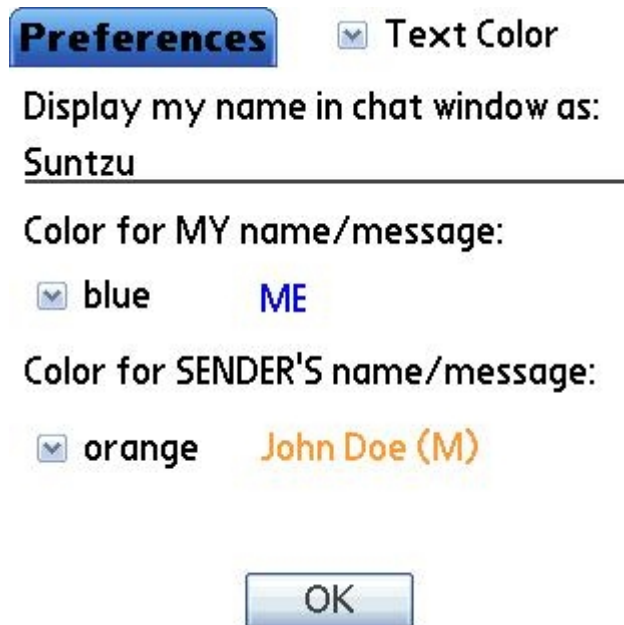 Preferences Text Color
Display my name in chat window as:
Suntzu
Color for MY name/message:
blue ME
Color for SENDER'S name/message:
orange John Doe (M)
OK